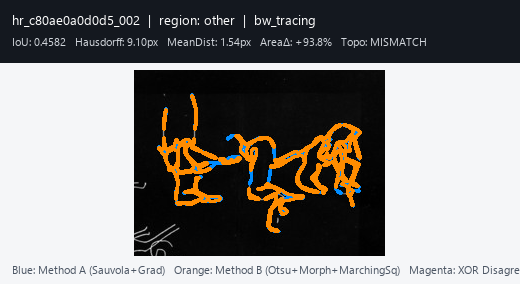 hr_c80ae0a0d0d5_002 | region: other | bw_tracing
IoU: 0.4582 Hausdorff: 9.10px MeanDist: 1.54px AreaΔ: +93.8% Topo: MISMATCH
Blue: Method A (Sauvola+Grad) Orange: Method B (Otsu+Morph+MarchingSq) Magenta: XOR Disagre